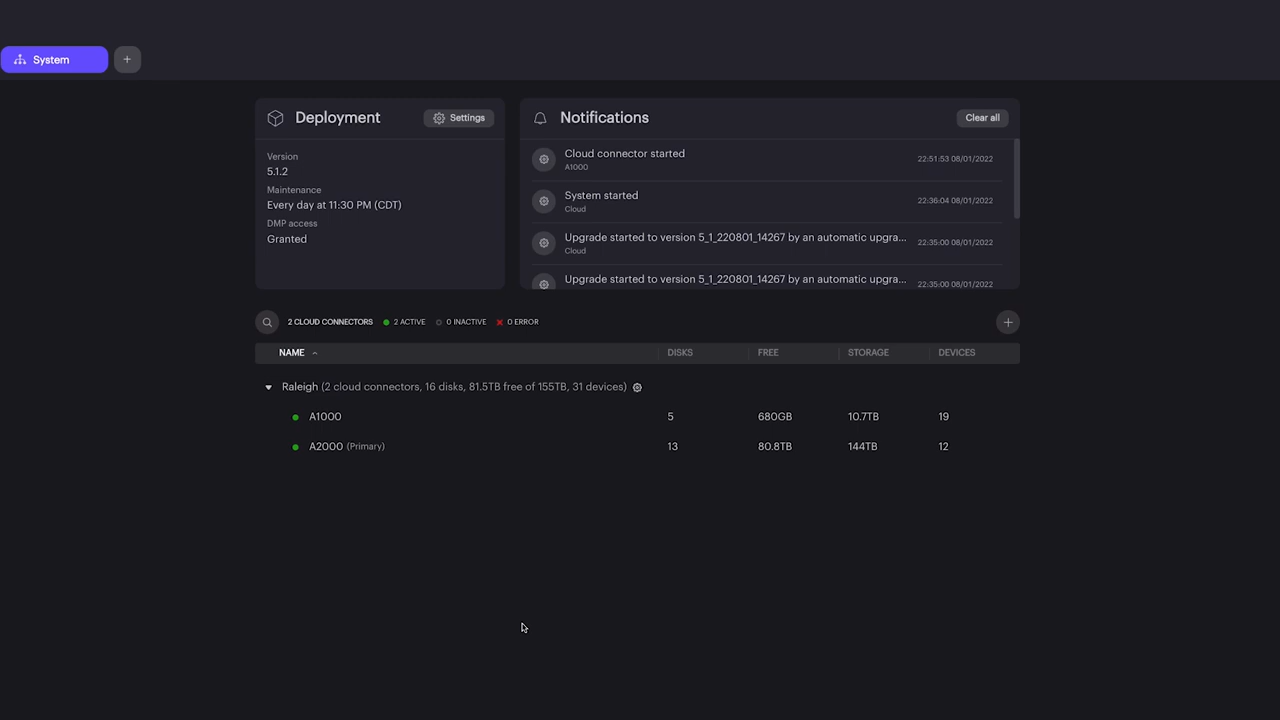 System
+
Deployment
Settings
Version
5.1.2
Maintenance
Every day at 11:30 PM (CDT)
DMP access
Granted
Notifications
Clear all
Cloud connector started
A1000
22:51:53 08/01/2022
System started
Cloud
22:36:04 08/01/2022
Upgrade started to version 5_1_220801_14267 by an automatic upgra...
Cloud
22:35:00 08/01/2022
Upgrade started to version 5_1_220801_14267 by an automatic upgra...
22:35:00 08/01/2022
2 CLOUD CONNECTORS 2 ACTIVE 0 INACTIVE 0 ERROR
NAME DISKS FREE STORAGE DEVICES
Raleigh (2 cloud connectors, 16 disks, 81.5TB free of 155TB, 31 devices)
A1000 5 680GB 10.7TB 19
A2000 (Primary) 13 80.8TB 144TB 12